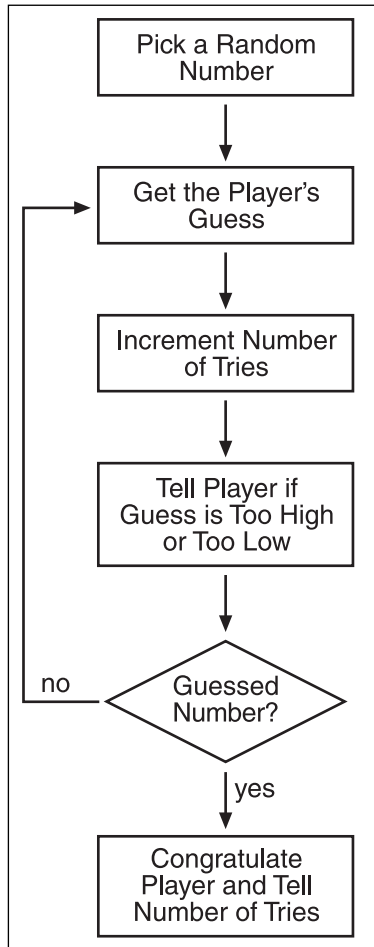 Pick a Random
Number
Get the Player's
Guess
Increment Number
of Tries
Tell Player if
Guess is Too High
or Too Low
Guessed
Number?
no
yes
Congratulate
Player and Tell
Number of Tries